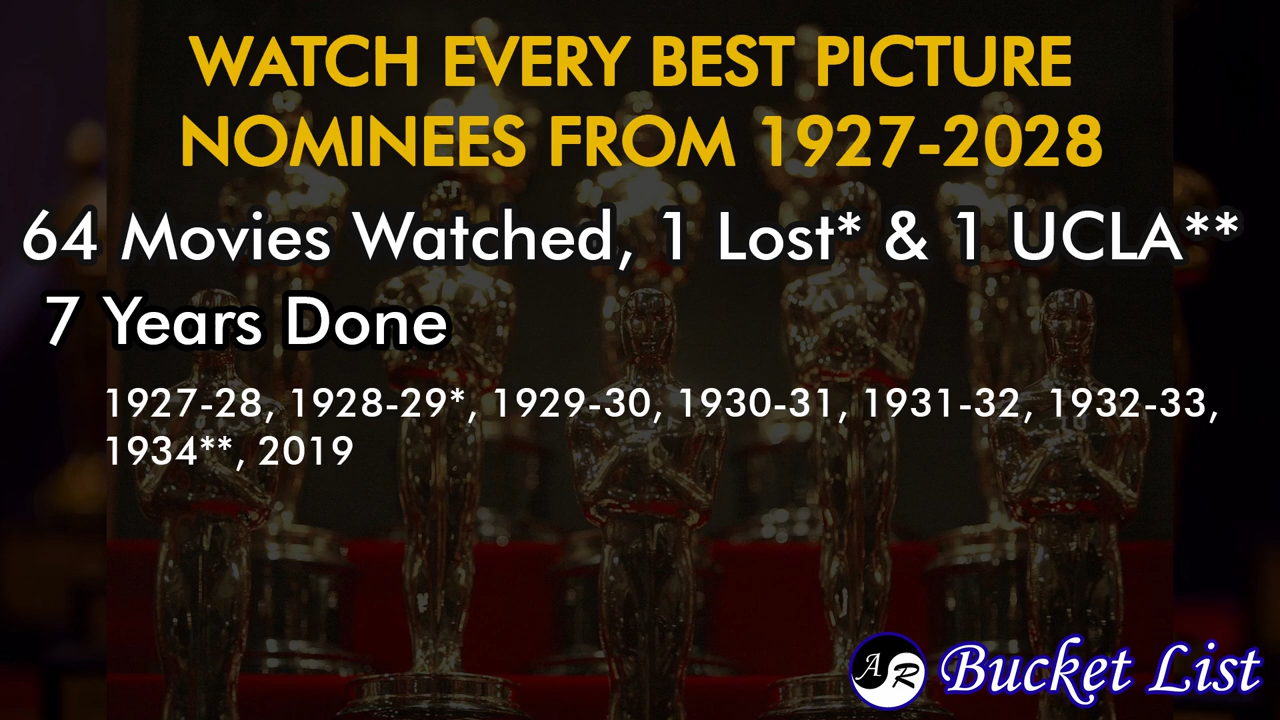 WATCH EVERY BEST PICTURE
NOMINEES FROM 1927-2028
64 Movies Watched, 1 Lost* & 1 UCLA**
7 Years Done
1927-28, 1928-29*, 1929-30, 1930-31, 1931-32, 1932-33,
1934**, 2019
AR Bucket List